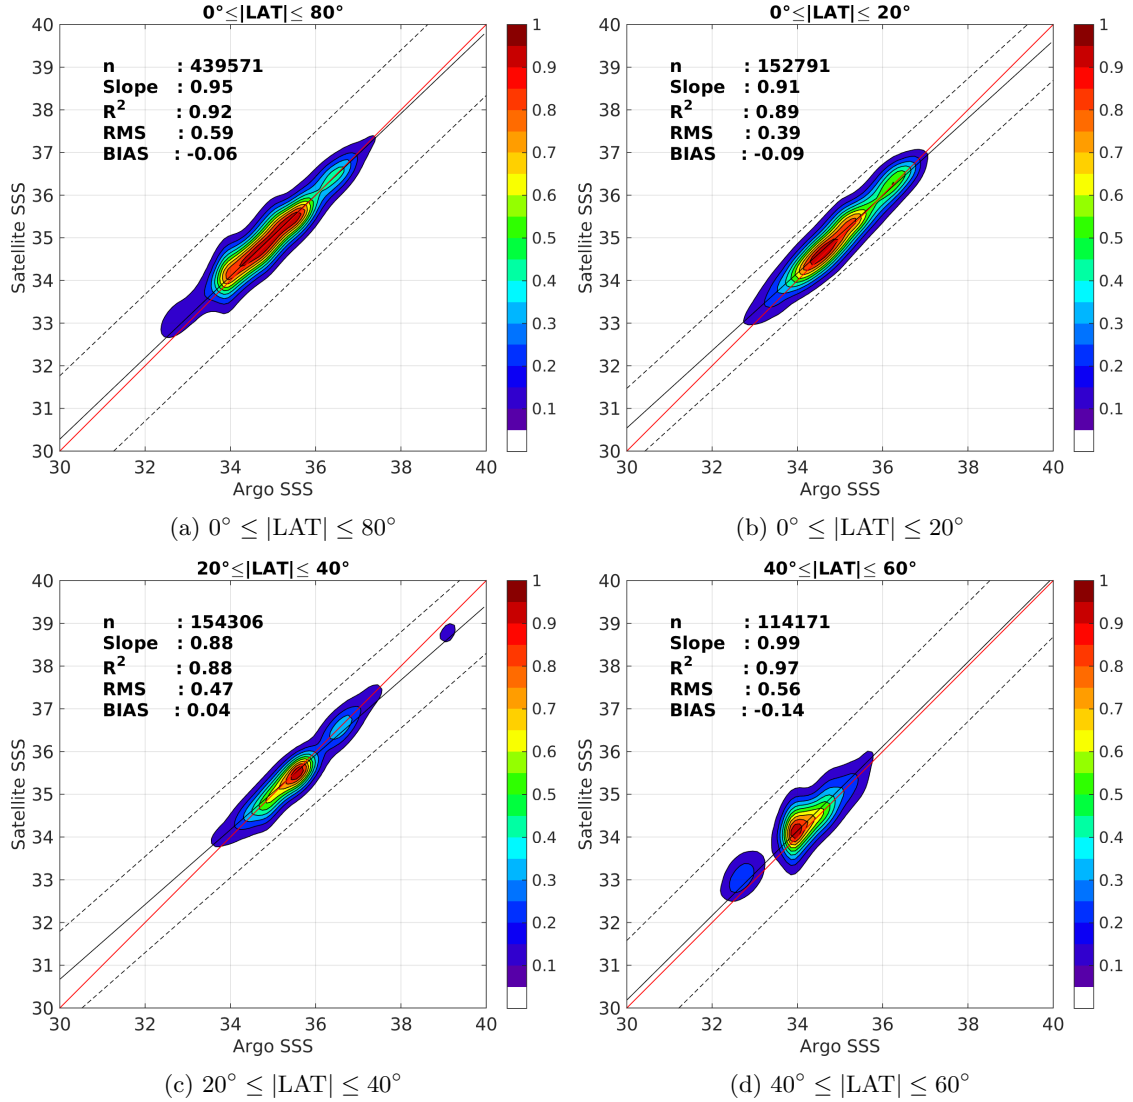 0°≤|LAT|≤ 80°
n : 439571
Slope : 0.95
R² : 0.92
RMS : 0.59
BIAS : -0.06
40
39
38
37
36
35
34
33
32
31
30
30 32 34 36 38 40
Satellite SSS
Argo SSS
1
0.9
0.8
0.7
0.6
0.5
0.4
0.3
0.2
0.1
(a) 0° ≤ |LAT| ≤ 80°
0°≤|LAT|≤ 20°
n : 152791
Slope : 0.91
R² : 0.89
RMS : 0.39
BIAS : -0.09
40
39
38
37
36
35
34
33
32
31
30
30 32 34 36 38 40
Satellite SSS
Argo SSS
1
0.9
0.8
0.7
0.6
0.5
0.4
0.3
0.2
0.1
(b) 0° ≤ |LAT| ≤ 20°
20°≤|LAT|≤ 40°
n : 154306
Slope : 0.88
R² : 0.88
RMS : 0.47
BIAS : 0.04
40
39
38
37
36
35
34
33
32
31
30
30 32 34 36 38 40
Satellite SSS
Argo SSS
1
0.9
0.8
0.7
0.6
0.5
0.4
0.3
0.2
0.1
(c) 20° ≤ |LAT| ≤ 40°
40°≤|LAT|≤ 60°
n : 114171
Slope : 0.99
R² : 0.97
RMS : 0.56
BIAS : -0.14
40
39
38
37
36
35
34
33
32
31
30
30 32 34 36 38 40
Satellite SSS
Argo SSS
1
0.9
0.8
0.7
0.6
0.5
0.4
0.3
0.2
0.1
(d) 40° ≤ |LAT| ≤ 60°